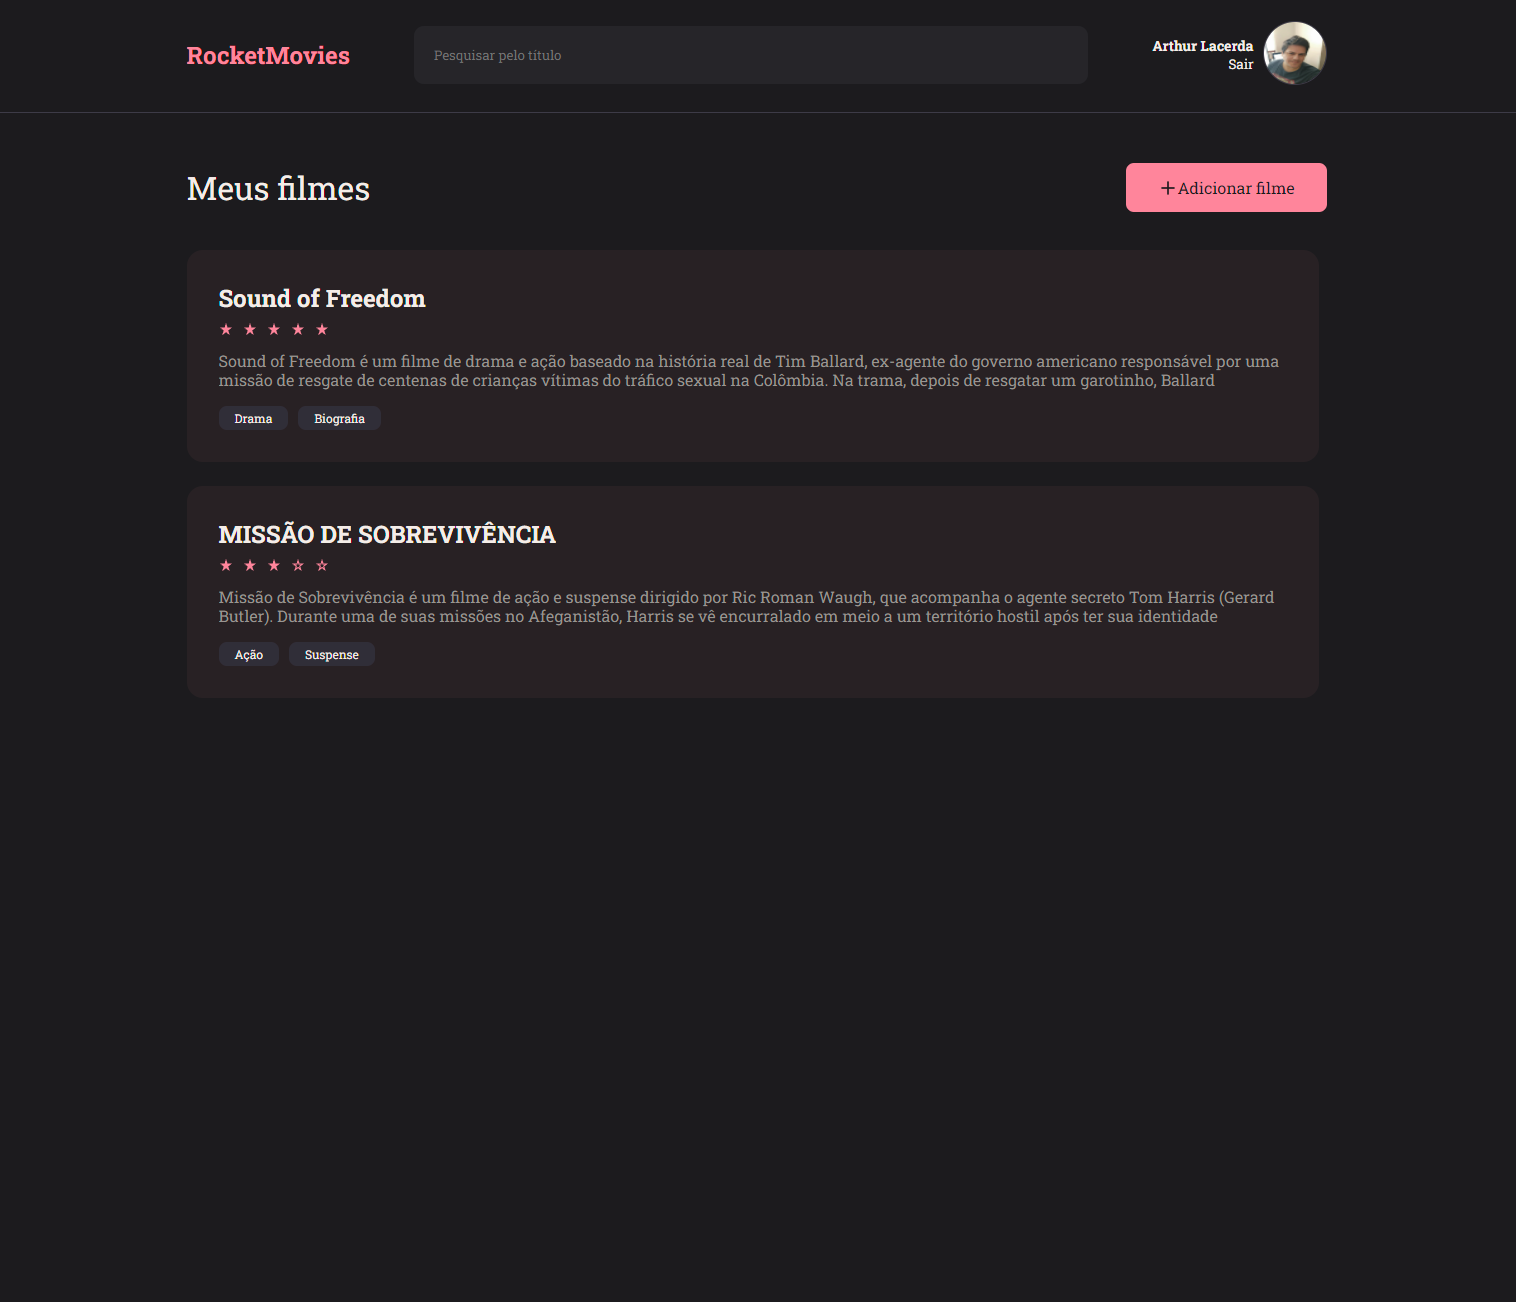 RocketMovies
Pesquisar pelo título
Arthur Lacerda
Sair
Meus filmes
Adicionar filme
Sound of Freedom
Sound of Freedom é um filme de drama e ação baseado na história real de Tim Ballard, ex-agente do governo americano responsável por uma
missão de resgate de centenas de crianças vítimas do tráfico sexual na Colômbia. Na trama, depois de resgatar um garotinho, Ballard
Drama Biografia
MISSÃO DE SOBREVIVÊNCIA
Missão de Sobrevivência é um filme de ação e suspense dirigido por Ric Roman Waugh, que acompanha o agente secreto Tom Harris (Gerard
Butler). Durante uma de suas missões no Afeganistão, Harris se vê encurralado em meio a um território hostil após ter sua identidade
Ação Suspense